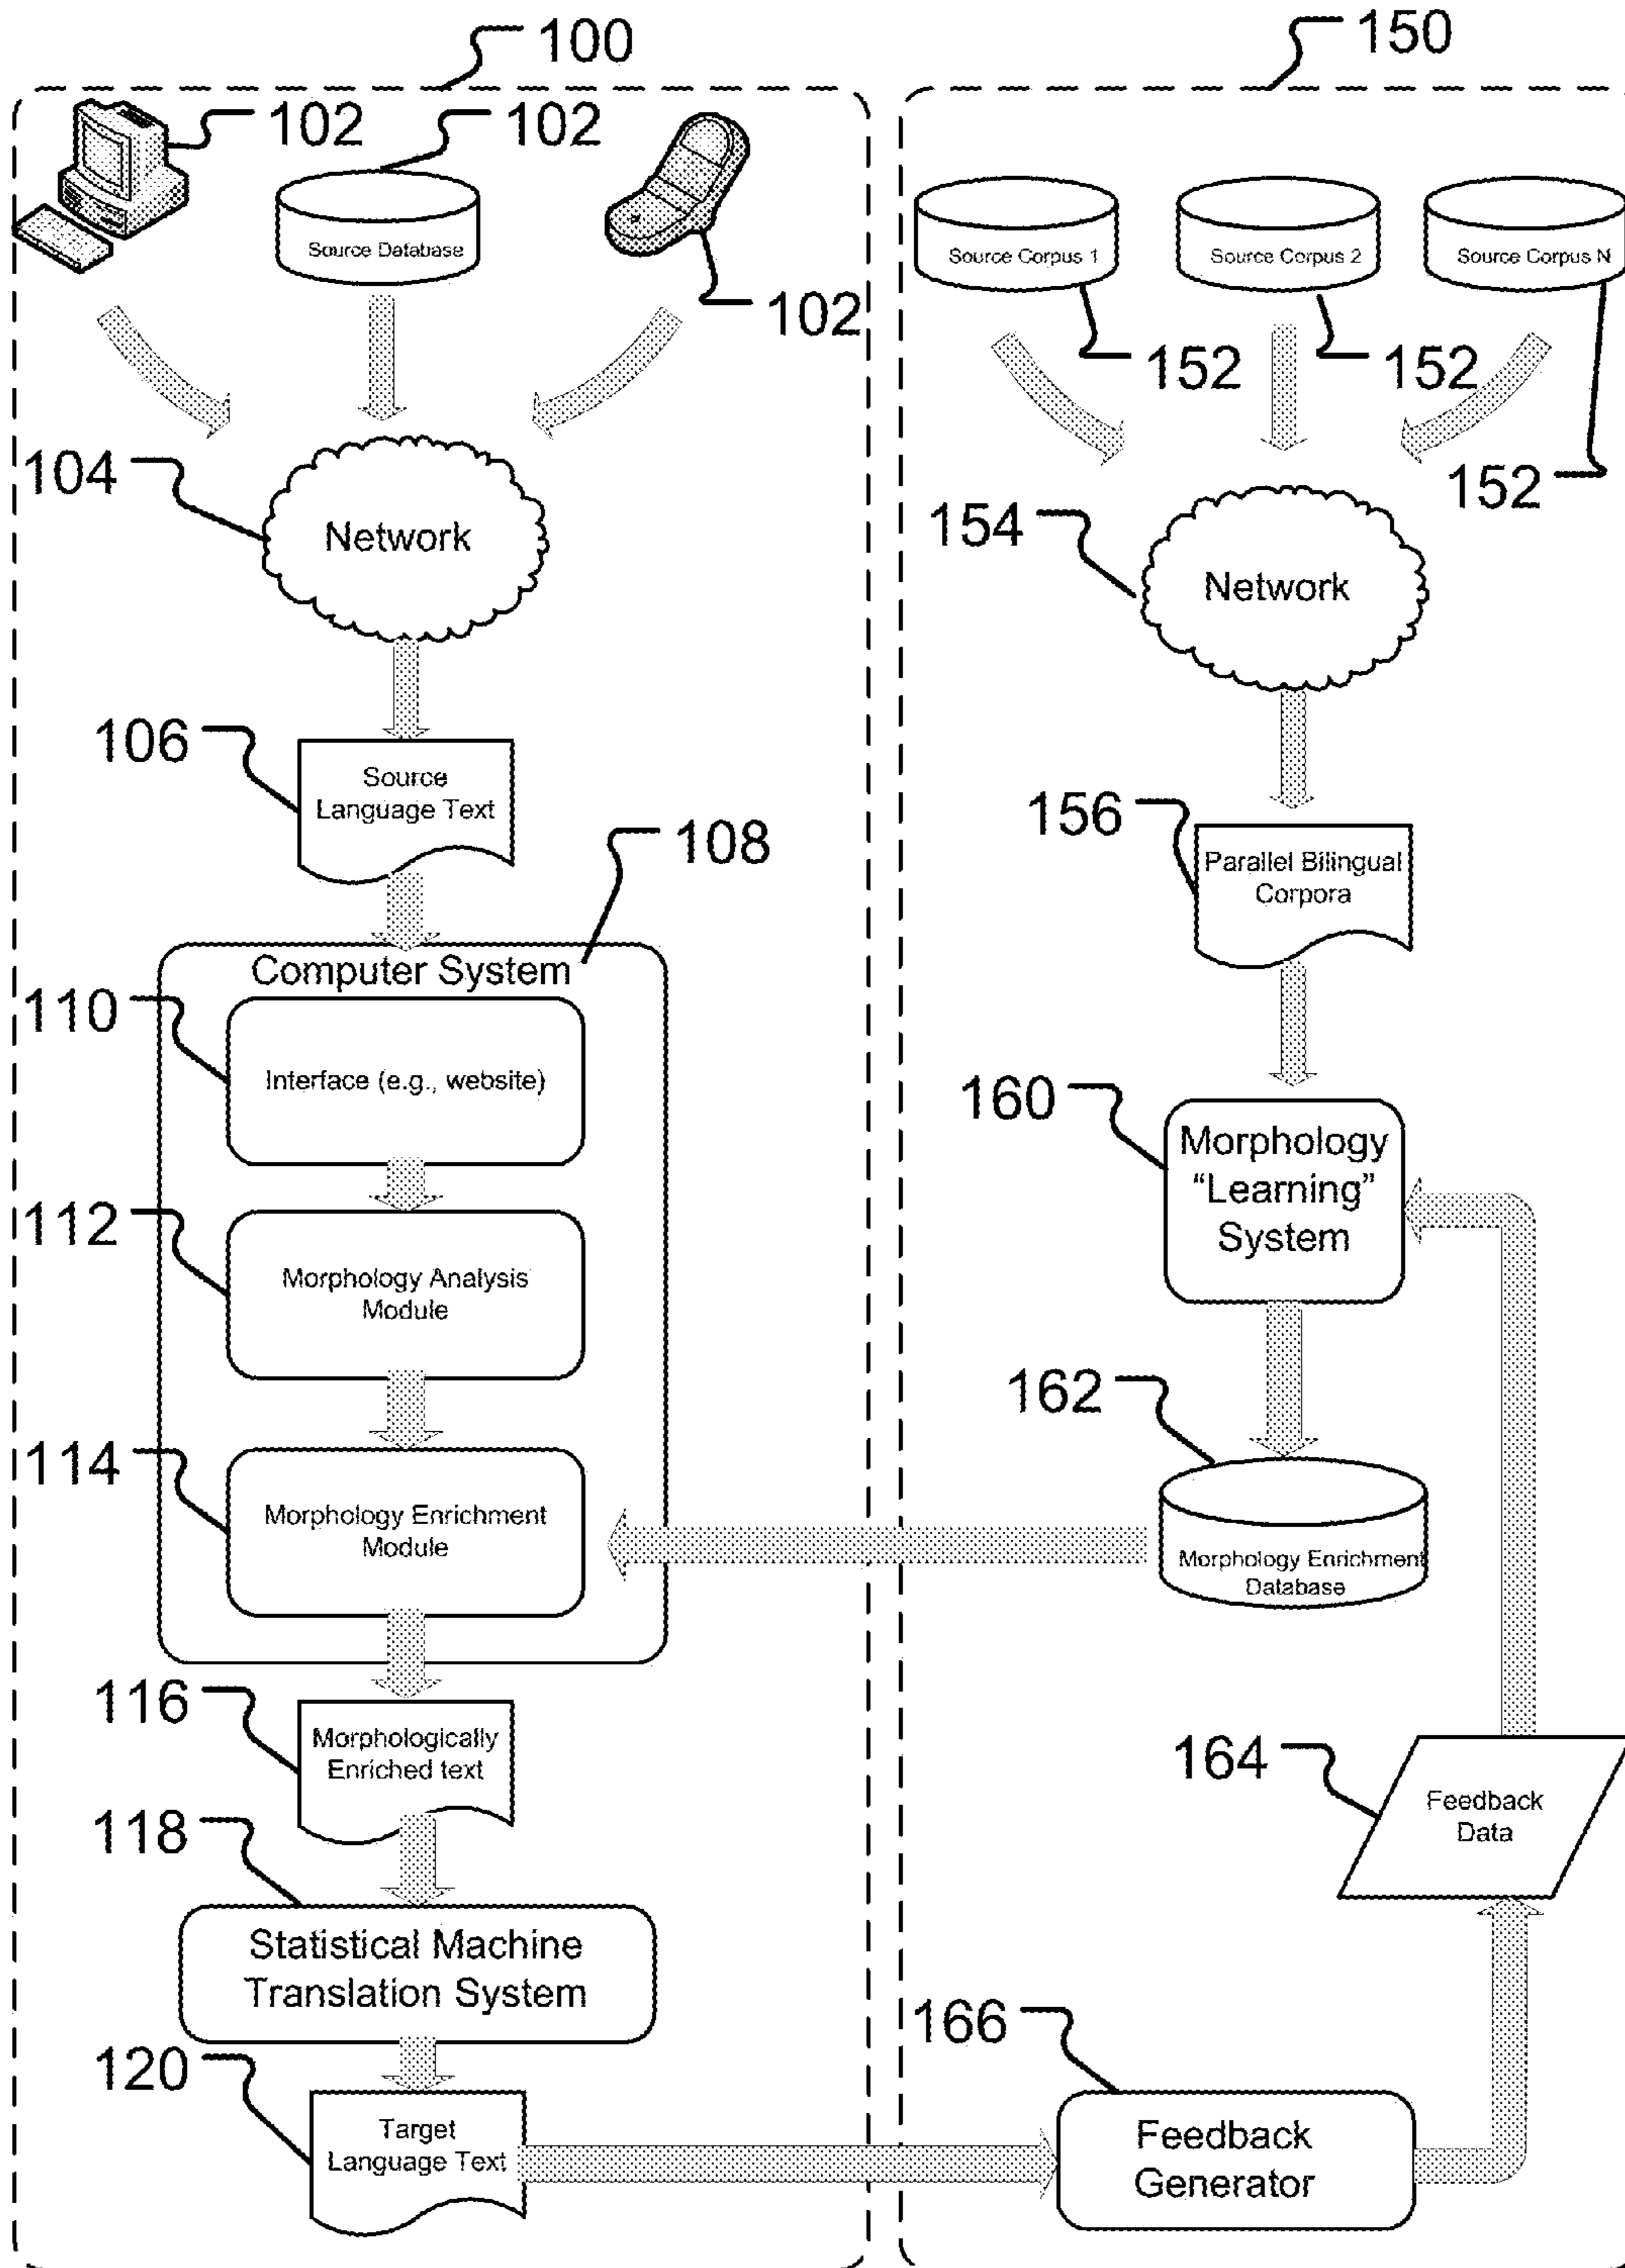 100
102
102
Source Database
102
104
Network
106
Source
Language Text
108
Computer System
110
Interface (e.g., website)
112
Morphology Analysis
Module
114
Morphology Enrichment
Module
116
Morphologically
Enriched text
118
Statistical Machine
Translation System
120
Target
Language Text
150
Source Corpus 1
Source Corpus 2
Source Corpus N
152
152
152
154
Network
156
Parallel Bilingual
Corpora
160
Morphology
“Learning”
System
162
Morphology Enrichment
Database
164
Feedback
Data
166
Feedback
Generator